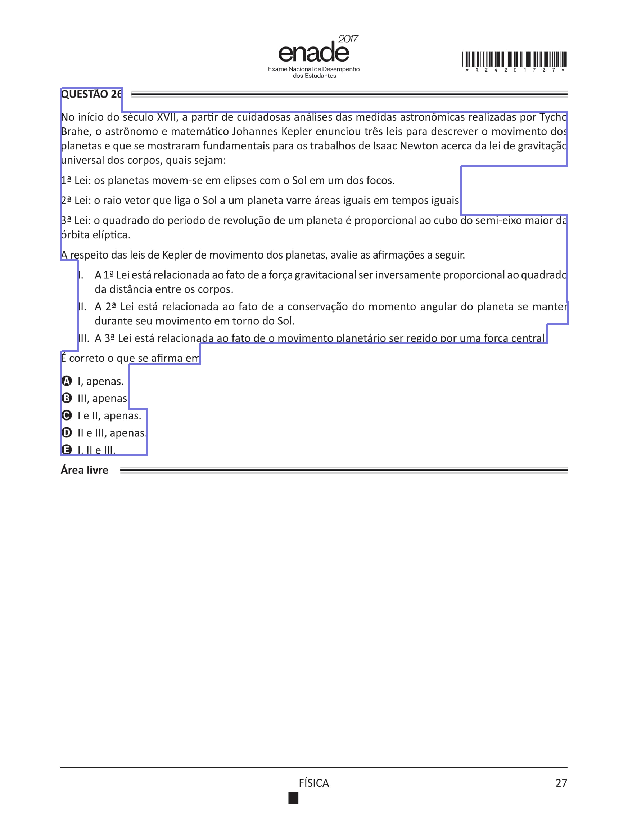 enade 2017
Exame Nacional de Desempenho
dos Estudantes
*R24201727*
QUESTÃO 26
No início do século XVII, a partir de cuidadosas análises das medidas astronômicas realizadas por Tycho
Brahe, o astrônomo e matemático Johannes Kepler enunciou três leis para descrever o movimento dos
planetas e que se mostraram fundamentais para os trabalhos de Isaac Newton acerca da lei de gravitação
universal dos corpos, quais sejam:
1ª Lei: os planetas movem-se em elipses com o Sol em um dos focos.
2ª Lei: o raio vetor que liga o Sol a um planeta varre áreas iguais em tempos iguais.
3ª Lei: o quadrado do periodo de revolução de um planeta é proporcional ao cubo do semi-eixo maior da
órbita elíptica.
A respeito das leis de Kepler de movimento dos planetas, avalie as afirmações a seguir.
I. A 1ª Lei está relacionada ao fato de a força gravitacional ser inversamente proporcional ao quadrado
da distância entre os corpos.
II. A 2ª Lei está relacionada ao fato de a conservação do momento angular do planeta se manter
durante seu movimento em torno do Sol.
III. A 3ª Lei está relacionada ao fato de o movimento planetário ser regido por uma força central.
É correto o que se afirma em
A I, apenas.
B III, apenas.
C I e II, apenas.
D II e III, apenas.
E I, II e III.
Área livre
FÍSICA
27